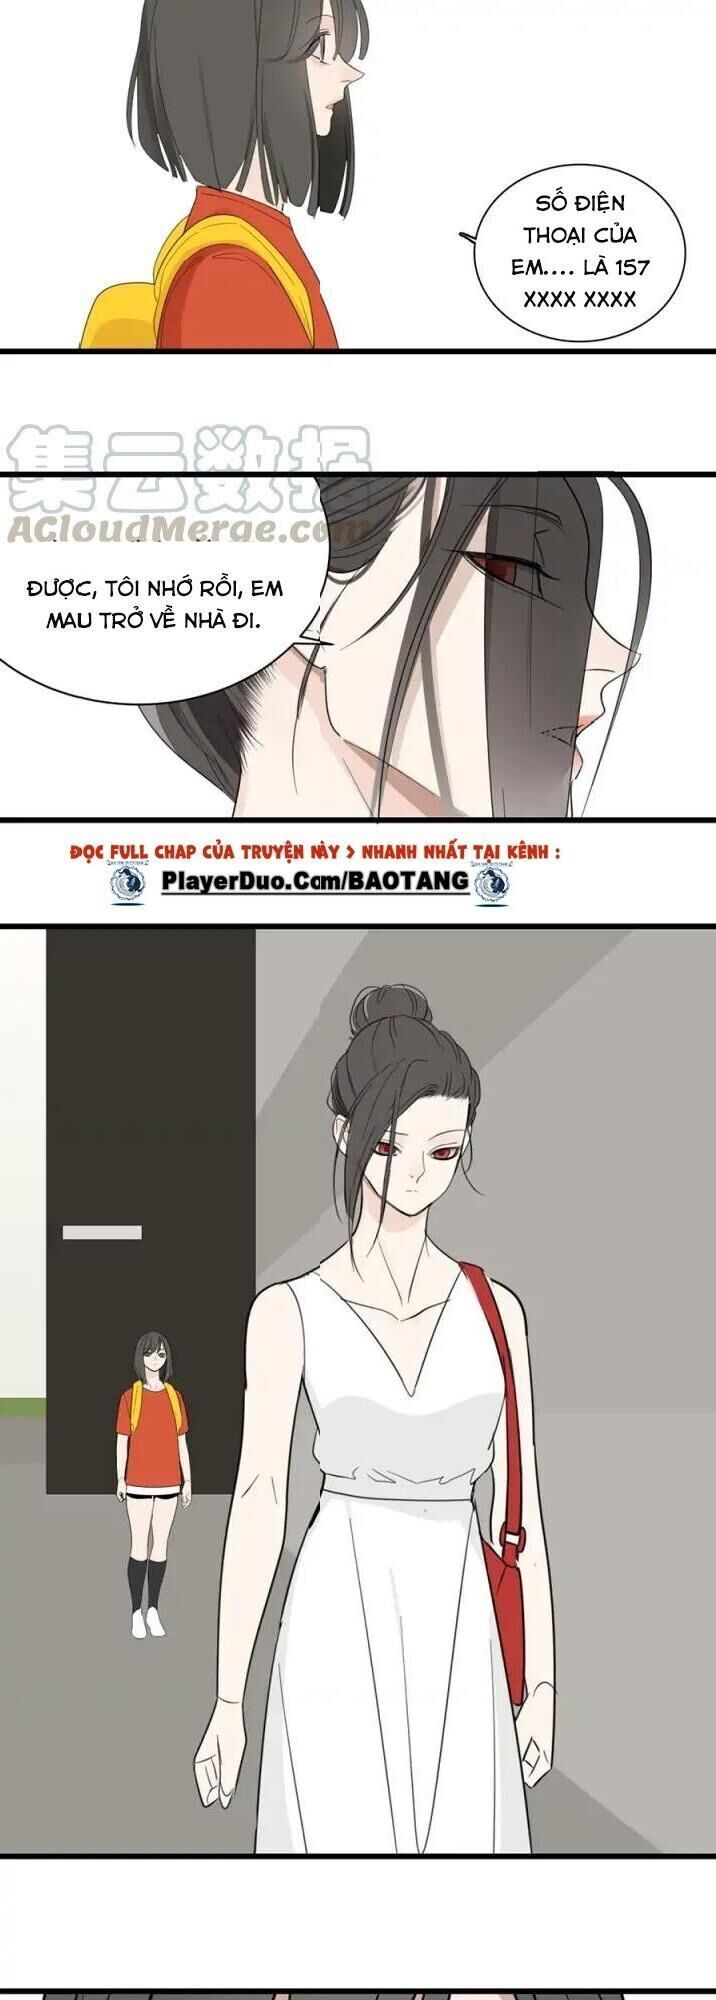 SỐ ĐIỆN
THOẠI CỦA
EM.... LÀ 157
XXXX XXXX
集云数据
ACloudMerge.com
ĐƯỢC, TÔI NHỚ RỒI, EM
MAU TRỞ VỀ NHÀ ĐI.
ĐỌC FULL CHAP CỦA TRUYỆN NÀY > NHANH NHẤT TẠI KÊNH :
PlayerDuo.Com/BAOTANG